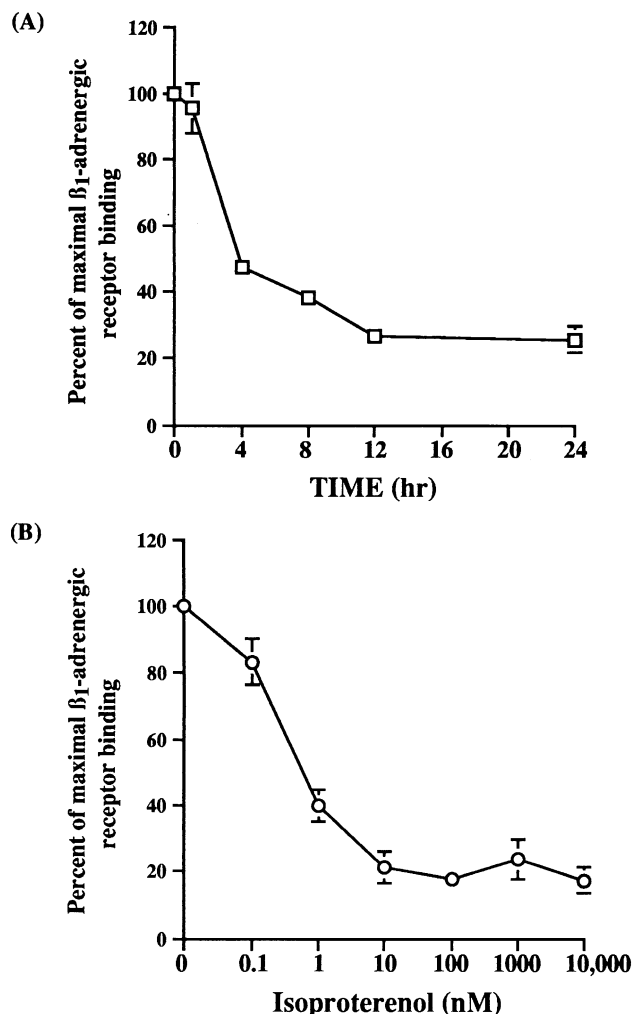 (A)
Percent of maximal ß1-adrenergic
receptor binding
120
100
80
60
40
20
0
0 4 8 12 16 20 24
TIME (hr)
(B)
Percent of maximal ß1-adrenergic
receptor binding
120
100
80
60
40
20
0
0 0.1 1 10 100 1000 10,000
Isoproterenol (nM)